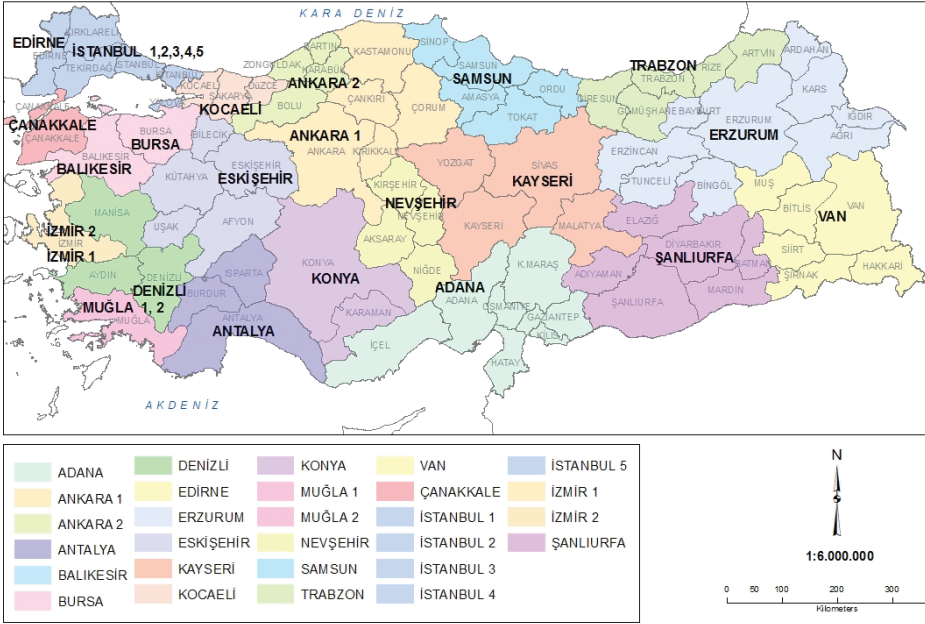 KARA DENİZ
EDİRNE
KIRKLARELİ
İSTANBUL 1,2,3,4,5
EDİRNE
TEKİRDAĞ
İSTANBUL
İSTANBUL
BARTIN
KASTAMONU
SİNOP
ZONGULDAK
KARABÜK
ANKARA 2
SAMSUN
SAMSUN
ARTVİN
ARDAHAN
TRABZON
RİZE
TRABZON
KOCAELİ
SAKARYA
DÜZCE
KOCAELİ
BOLU
ÇANKIRI
ÇORUM
AMASYA
ORDU
TOKAT
GİRESUN
GÜMÜŞHANE
BAYBURT
KARS
YALOVA
ÇANAKKALE
ÇANAKKALE
ÇANAKKALE
BURSA
BURSA
BİLECİK
ANKARA 1
ANKARA
KIRIKKALE
ERZURUM
ERZURUM
IĞDIR
AĞRI
BALIKESİR
BALIKESİR
ESKİŞEHİR
ESKİŞEHİR
KÜTAHYA
YOZGAT
SİVAS
KAYSERİ
ERZİNCAN
TUNCELİ
BİNGÖL
MUŞ
KIRŞEHİR
NEVŞEHİR
NEVŞEHİR
MANİSA
UŞAK
AFYON
KAYSERİ
MALATYA
ELAZIĞ
BİTLİS
VAN
VAN
İZMİR 2
İZMİR
İZMİR 1
AKSARAY
DİYARBAKIR
ŞANLIURFA
BATMAN
SİİRT
HAKKARİ
AYDIN
DENİZLİ
DENİZLİ
ISPARTA
KONYA
KONYA
NİĞDE
K.MARAŞ
ADIYAMAN
MARDİN
ŞIRNAK
MUĞLA 1, 2
MUĞLA
BURDUR
ANTALYA
ANTALYA
KARAMAN
ADANA
ADANA
OSMANİYE
GAZİANTEP
ŞANLIURFA
KİLİS
İÇEL
HATAY
AKDENİZ
ADANA
ANKARA 1
ANKARA 2
ANTALYA
BALIKESİR
BURSA
DENİZLİ
EDİRNE
ERZURUM
ESKİŞEHİR
KAYSERİ
KOCAELİ
KONYA
MUĞLA 1
MUĞLA 2
NEVŞEHİR
SAMSUN
TRABZON
VAN
ÇANAKKALE
İSTANBUL 1
İSTANBUL 2
İSTANBUL 3
İSTANBUL 4
İSTANBUL 5
İZMİR 1
İZMİR 2
ŞANLIURFA
N
1:6.000.000
0 50 100 200 300
Kilometers